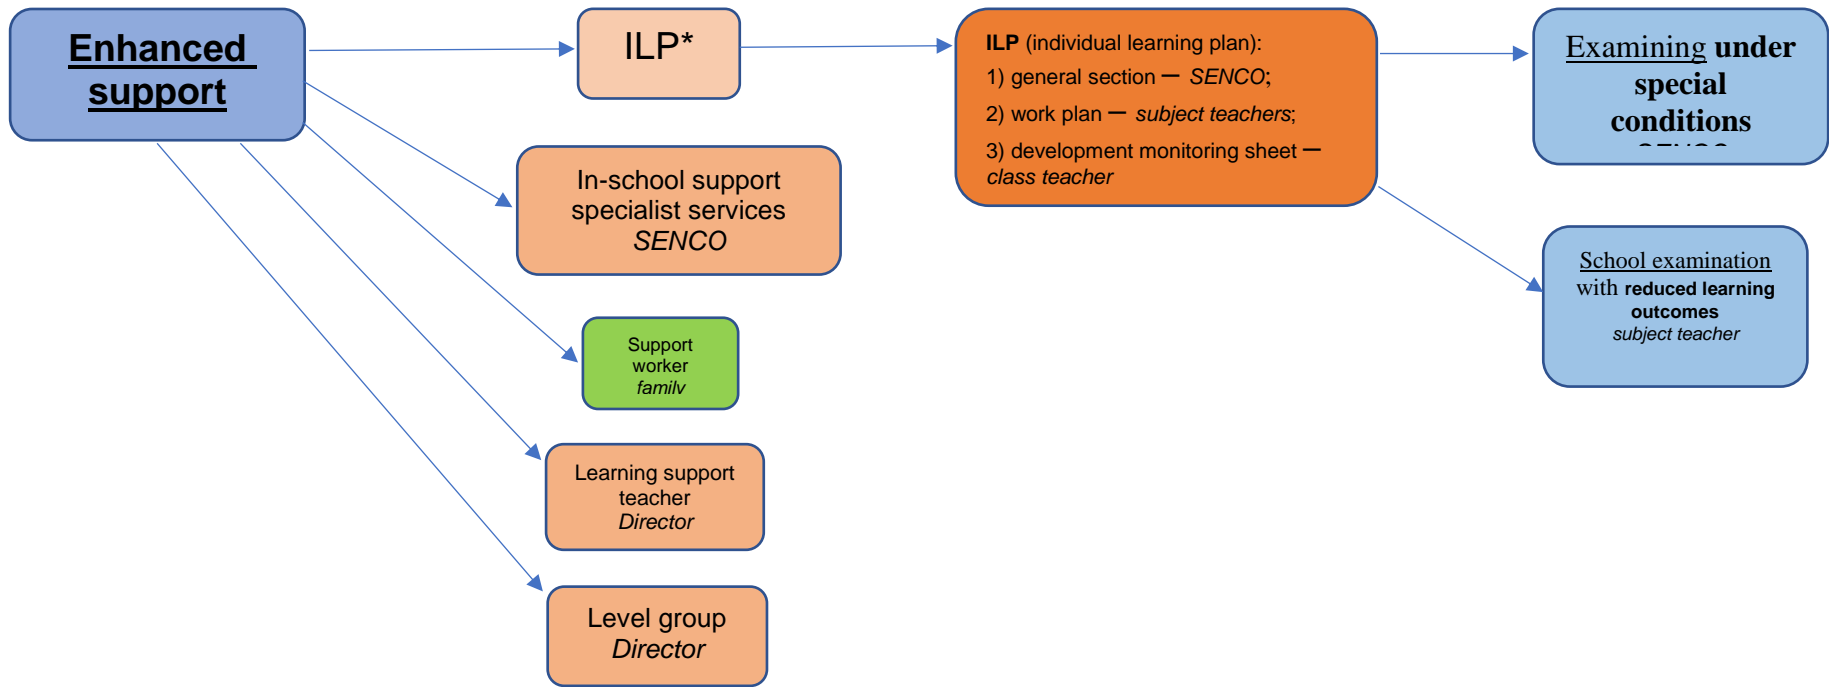 Enhanced
support
ILP*
ILP (individual learning plan):
1) general section – SENCO;
2) work plan – subject teachers;
3) development monitoring sheet –
class teacher
Examining under
special
conditions
In-school support
specialist services
SENCO
School examination
with reduced learning
outcomes
subject teacher
Support
worker
family
Learning support
teacher
Director
Level group
Director